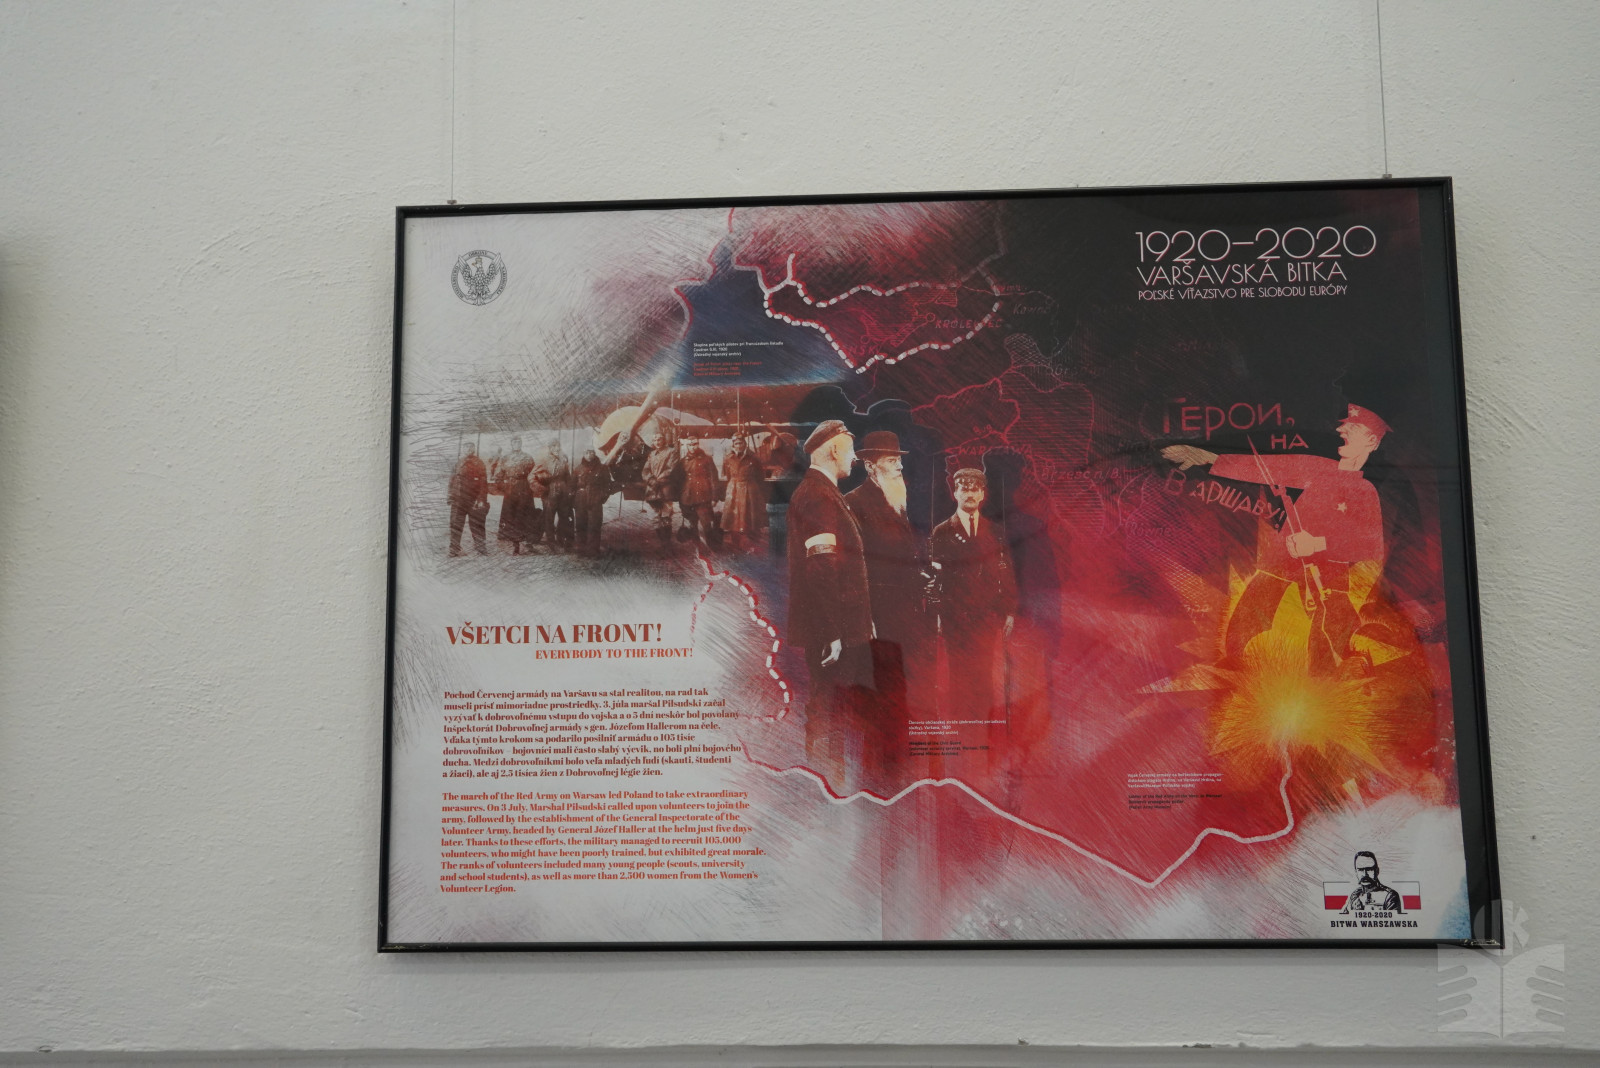 1920–2020
VARŠAVSKÁ BITKA
POĽSKÉ VÍŤAZSTVO PRE SLOBODU EURÓPY
KRÓLEWIEC
WARSZAWA
ГЕРОИ,
НА
ВАРШАВУ!
VŠETCI NA FRONT!
EVERYBODY TO THE FRONT!
Pochod Červenej armády na Varšavu sa stal realitou, na rad tak
museli prísť mimoriadne prostriedky. 3. júla maršal Piłsudski začal
vyzývať k dobrovoľnému vstupu do vojska a o 5 dní neskôr bol povolaný
Inšpektorát Dobrovoľnej armády s gen. Józefom Hallerom na čele.
Vďaka týmto krokom sa podarilo posilniť armádu o 105 tisíc
dobrovoľníkov – bojovníci mali často slabý výcvik, no boli plní bojového
ducha. Medzi dobrovoľníkmi bolo veľa mladých ľudí (skauti, študenti
a žiaci), ale aj 2,5 tisíca žien z Dobrovoľnej légie žien.
The march of the Red Army on Warsaw led Poland to take extraordinary
measures. On 3 July, Marshal Piłsudski called upon volunteers to join the
army, followed by the establishment of the General Inspectorate of the
Volunteer Army, headed by General Józef Haller at the helm just five days
later. Thanks to these efforts, the military managed to recruit 105,000
volunteers, who might have been poorly trained, but exhibited great morale.
The ranks of volunteers included many young people (scouts, university
and school students), as well as more than 2,500 women from the Women's
Volunteer Legion.
1920-2020
BITWA WARSZAWSKA